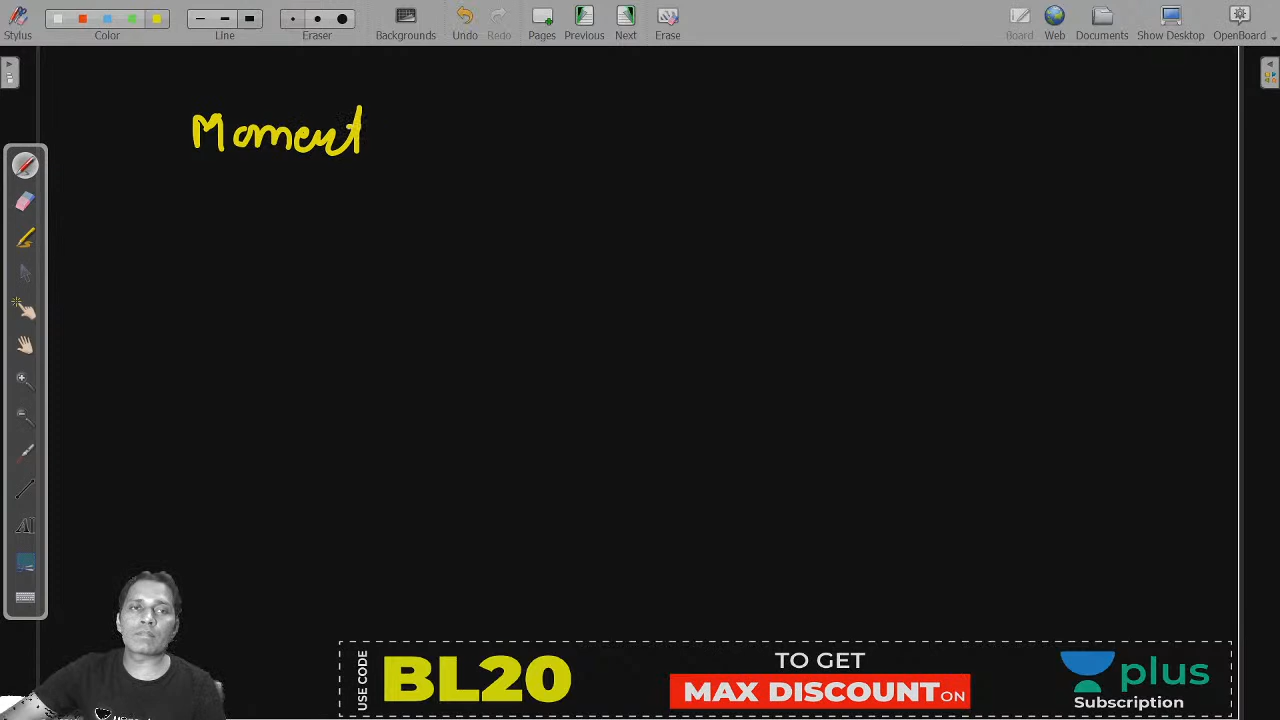 Stylus Color Line Eraser Backgrounds Undo Redo Pages Previous Next Erase Board Web Documents Show Desktop OpenBoard
Moment
USE CODE
BL20
TO GET
MAX DISCOUNT ON
plus
Subscription